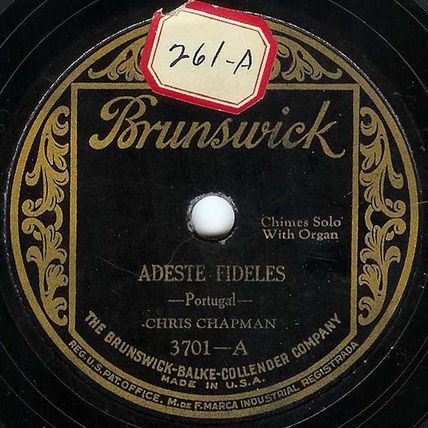 261-A
Brunswick
Chimes Solo
With Organ
ADESTE FIDELES
—Portugal—
CHRIS CHAPMAN
3701—A
THE BRUNSWICK-BALKE-COLLENDER COMPANY
MADE IN U.S.A.
REG. U.S. PAT. OFFICE. M. DE F. MARCA INDUSTRIAL REGISTRADA